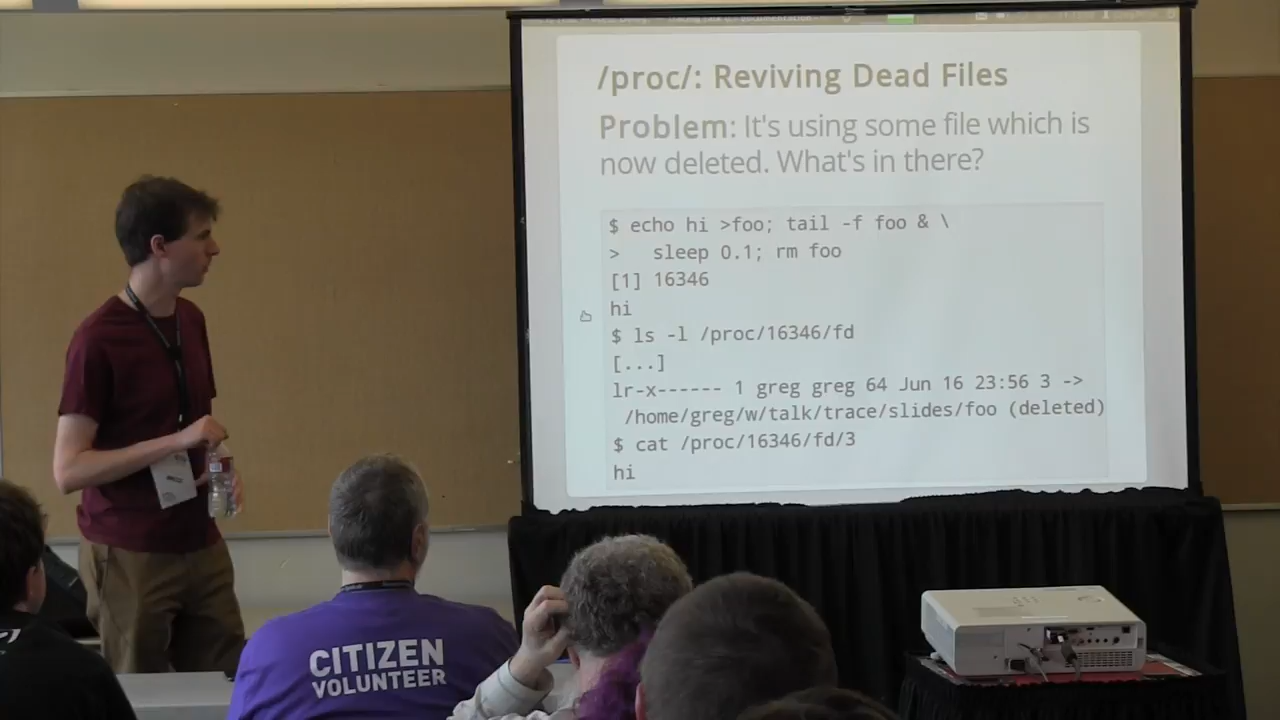 /proc/: Reviving Dead Files
Problem: It's using some file which is
now deleted. What's in there?
$ echo hi >foo; tail -f foo & \
>   sleep 0.1; rm foo
[1] 16346
hi
$ ls -l /proc/16346/fd
[...]
lr-x------ 1 greg greg 64 Jun 16 23:56 3 ->
 /home/greg/w/talk/trace/slides/foo (deleted)
$ cat /proc/16346/fd/3
hi
CITIZEN
VOLUNTEER